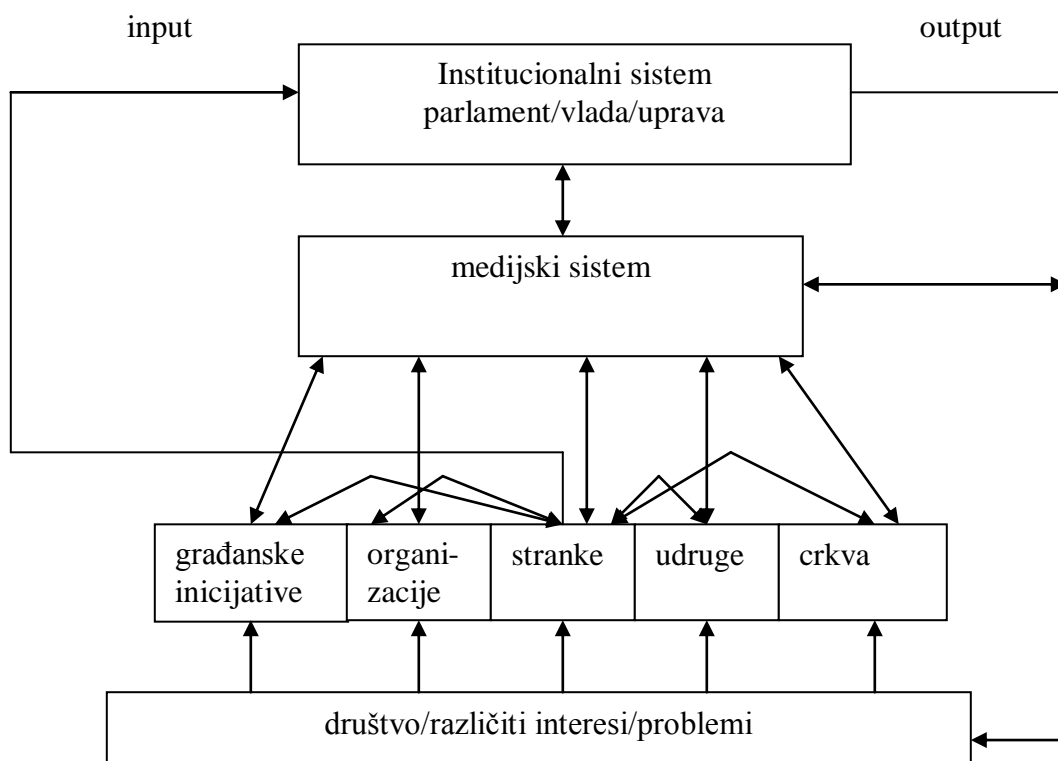 input
output
Institucionalni sistem
parlament/vlada/uprava
medijski sistem
građanske
inicijative
organi-
zacije
stranke
udruge
crkva
društvo/različiti interesi/problemi